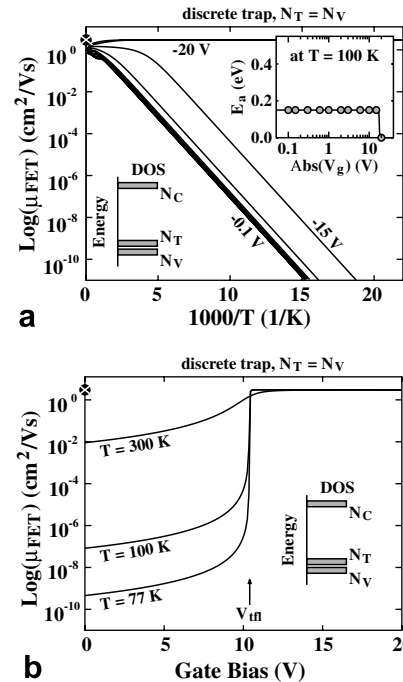 discrete trap, N_T = N_V
Log(μ_FET) (cm²/Vs)
10^0
10^-2
10^-4
10^-6
10^-8
10^-10
-20 V
-15 V
-0.1 V
at T = 100 K
E_a (eV)
0.4
0.2
0.0
0.1
1
10
Abs(V_g) (V)
DOS
Energy
N_C
N_T
N_V
0
5
10
15
20
1000/T (1/K)
a
discrete trap, N_T = N_V
Log(μ_FET) (cm²/Vs)
10^0
10^-2
10^-4
10^-6
10^-8
10^-10
T = 300 K
T = 100 K
T = 77 K
V_tfl
DOS
Energy
N_C
N_T
N_V
0
5
10
15
20
Gate Bias (V)
b